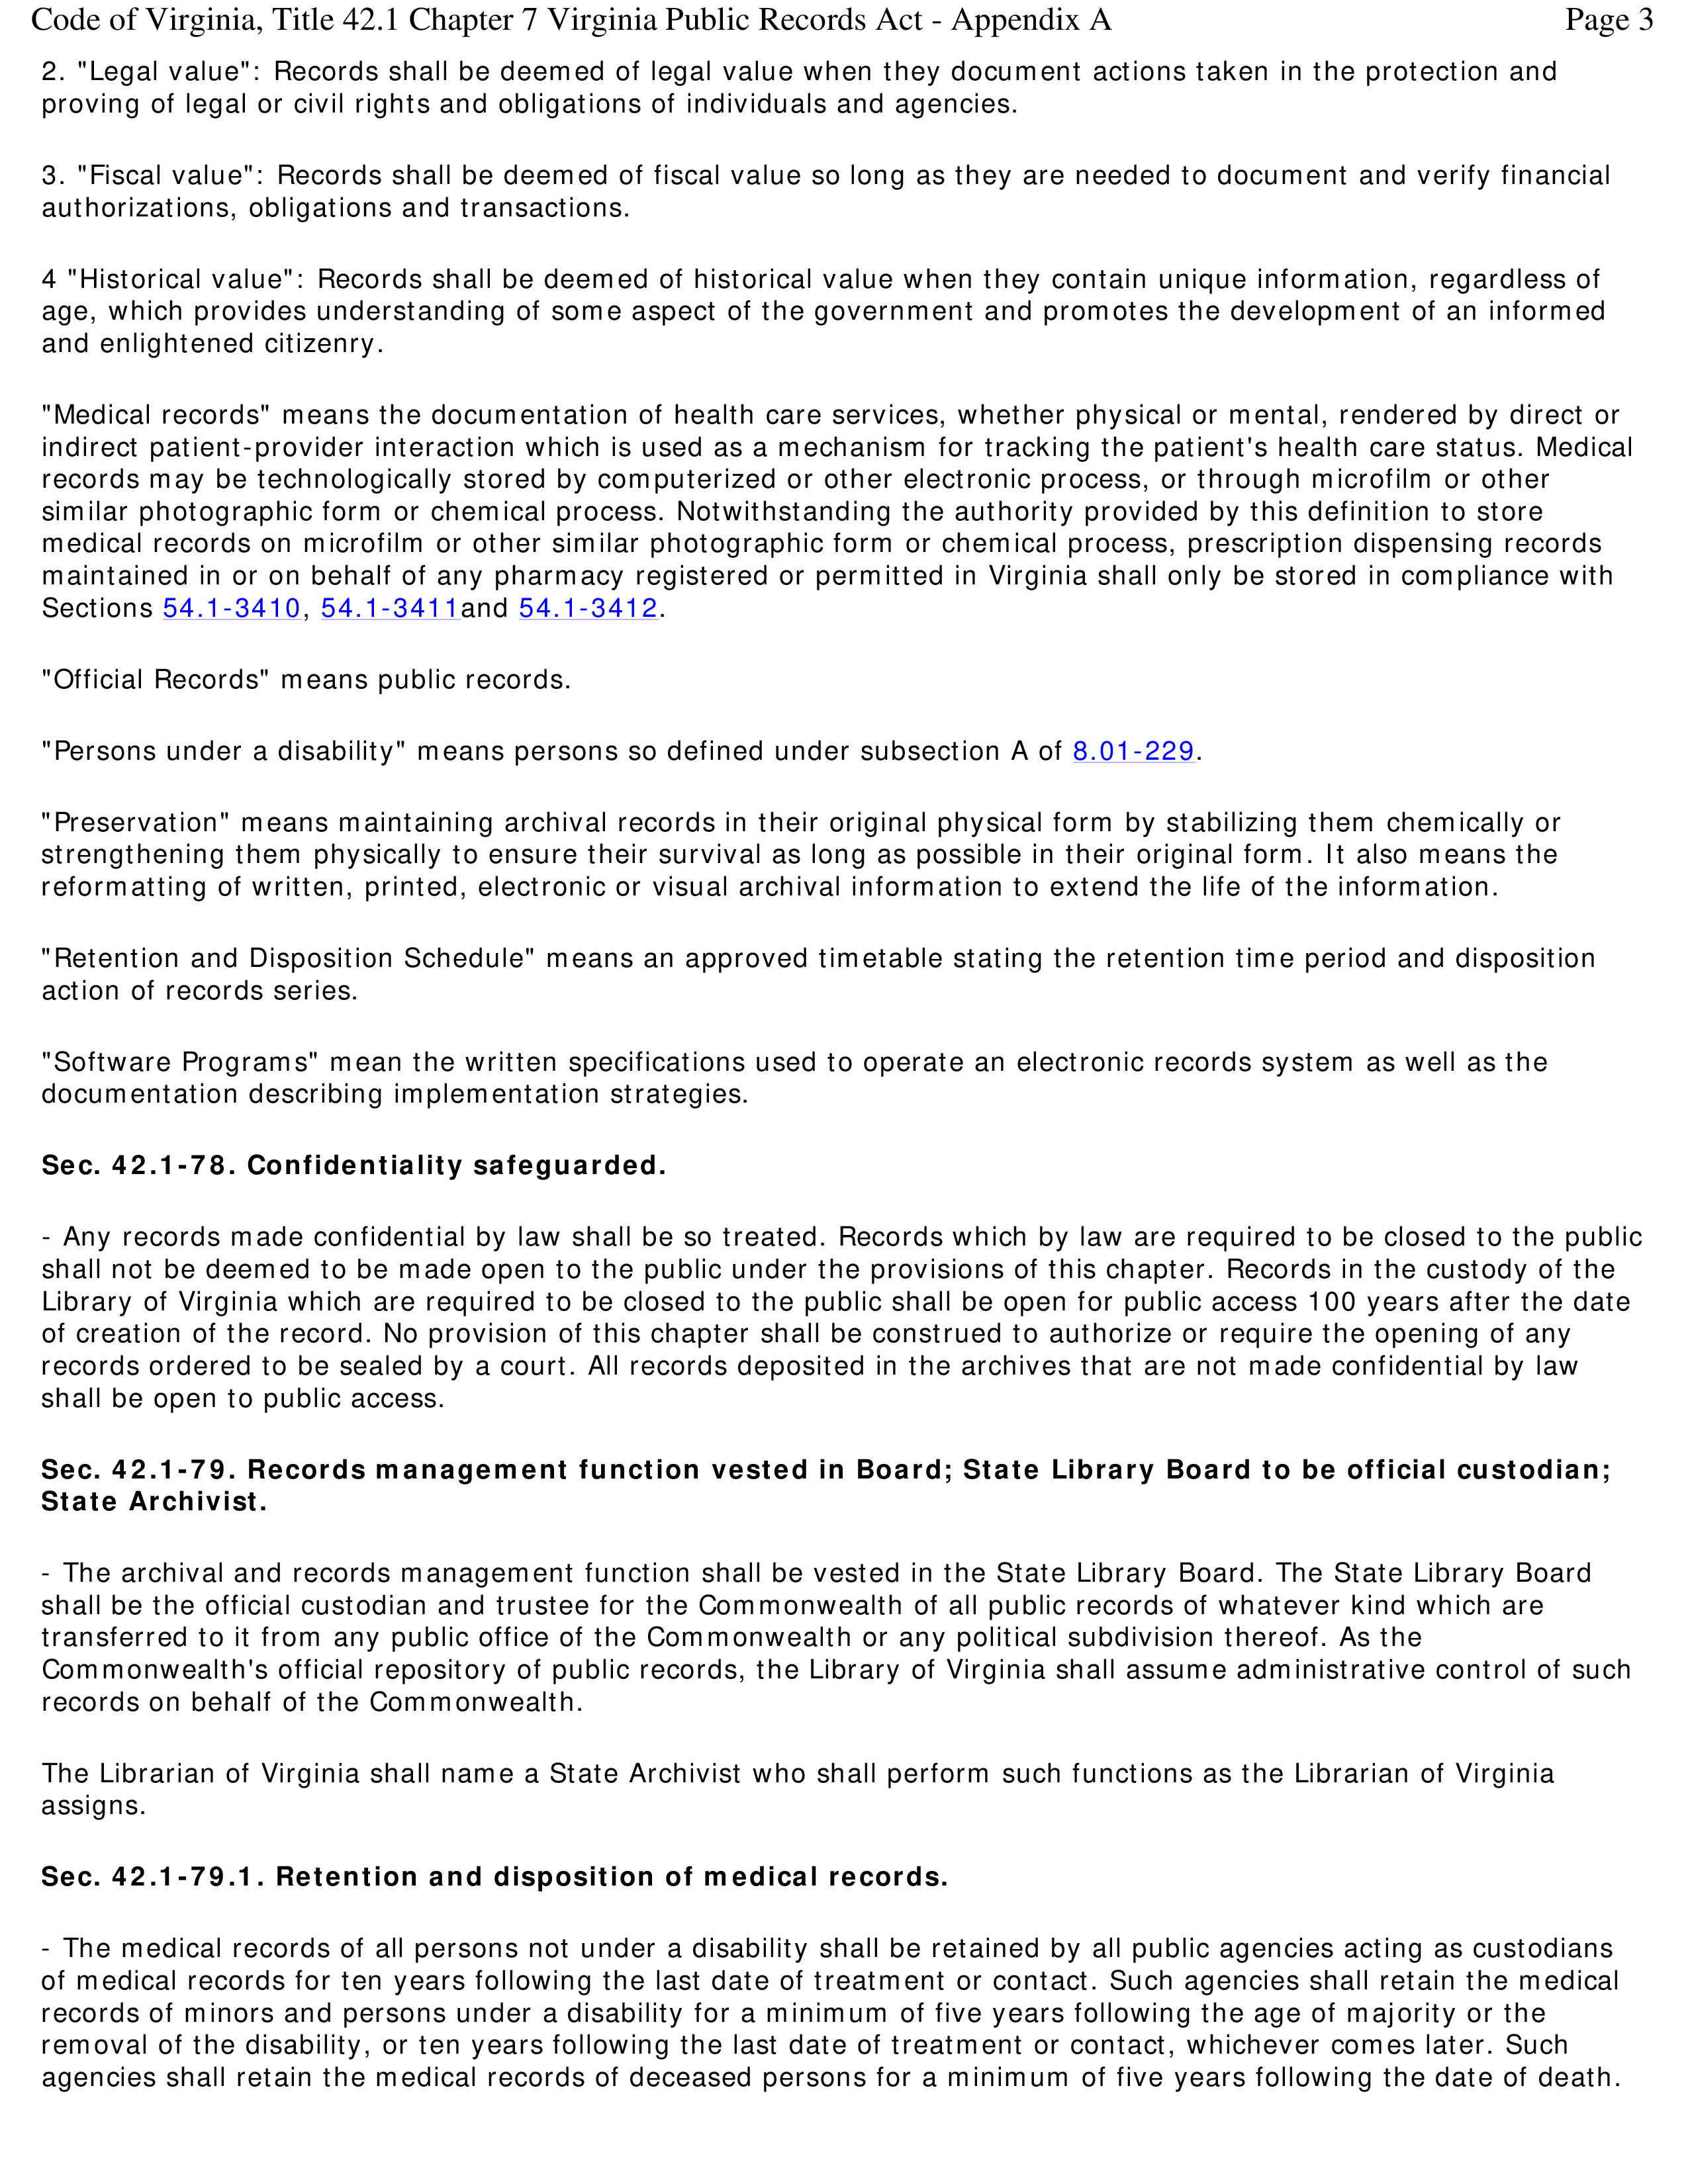 Code of Virginia, Title 42.1 Chapter 7 Virginia Public Records Act - Appendix A Page 3
2. "Legal value": Records shall be deemed of legal value when they document actions taken in the protection and
proving of legal or civil rights and obligations of individuals and agencies.
3. "Fiscal value": Records shall be deemed of fiscal value so long as they are needed to document and verify financial
authorizations, obligations and transactions.
4 "Historical value": Records shall be deemed of historical value when they contain unique information, regardless of
age, which provides understanding of some aspect of the government and promotes the development of an informed
and enlightened citizenry.
"Medical records" means the documentation of health care services, whether physical or mental, rendered by direct or
indirect patient-provider interaction which is used as a mechanism for tracking the patient's health care status. Medical
records may be technologically stored by computerized or other electronic process, or through microfilm or other
similar photographic form or chemical process. Notwithstanding the authority provided by this definition to store
medical records on microfilm or other similar photographic form or chemical process, prescription dispensing records
maintained in or on behalf of any pharmacy registered or permitted in Virginia shall only be stored in compliance with
Sections 54.1-3410, 54.1-3411and 54.1-3412.
"Official Records" means public records.
"Persons under a disability" means persons so defined under subsection A of 8.01-229.
"Preservation" means maintaining archival records in their original physical form by stabilizing them chemically or
strengthening them physically to ensure their survival as long as possible in their original form. It also means the
reformatting of written, printed, electronic or visual archival information to extend the life of the information.
"Retention and Disposition Schedule" means an approved timetable stating the retention time period and disposition
action of records series.
"Software Programs" mean the written specifications used to operate an electronic records system as well as the
documentation describing implementation strategies.
Sec. 42.1-78. Confidentiality safeguarded.
- Any records made confidential by law shall be so treated. Records which by law are required to be closed to the public
shall not be deemed to be made open to the public under the provisions of this chapter. Records in the custody of the
Library of Virginia which are required to be closed to the public shall be open for public access 100 years after the date
of creation of the record. No provision of this chapter shall be construed to authorize or require the opening of any
records ordered to be sealed by a court. All records deposited in the archives that are not made confidential by law
shall be open to public access.
Sec. 42.1-79. Records management function vested in Board; State Library Board to be official custodian;
State Archivist.
- The archival and records management function shall be vested in the State Library Board. The State Library Board
shall be the official custodian and trustee for the Commonwealth of all public records of whatever kind which are
transferred to it from any public office of the Commonwealth or any political subdivision thereof. As the
Commonwealth's official repository of public records, the Library of Virginia shall assume administrative control of such
records on behalf of the Commonwealth.
The Librarian of Virginia shall name a State Archivist who shall perform such functions as the Librarian of Virginia
assigns.
Sec. 42.1-79.1. Retention and disposition of medical records.
- The medical records of all persons not under a disability shall be retained by all public agencies acting as custodians
of medical records for ten years following the last date of treatment or contact. Such agencies shall retain the medical
records of minors and persons under a disability for a minimum of five years following the age of majority or the
removal of the disability, or ten years following the last date of treatment or contact, whichever comes later. Such
agencies shall retain the medical records of deceased persons for a minimum of five years following the date of death.